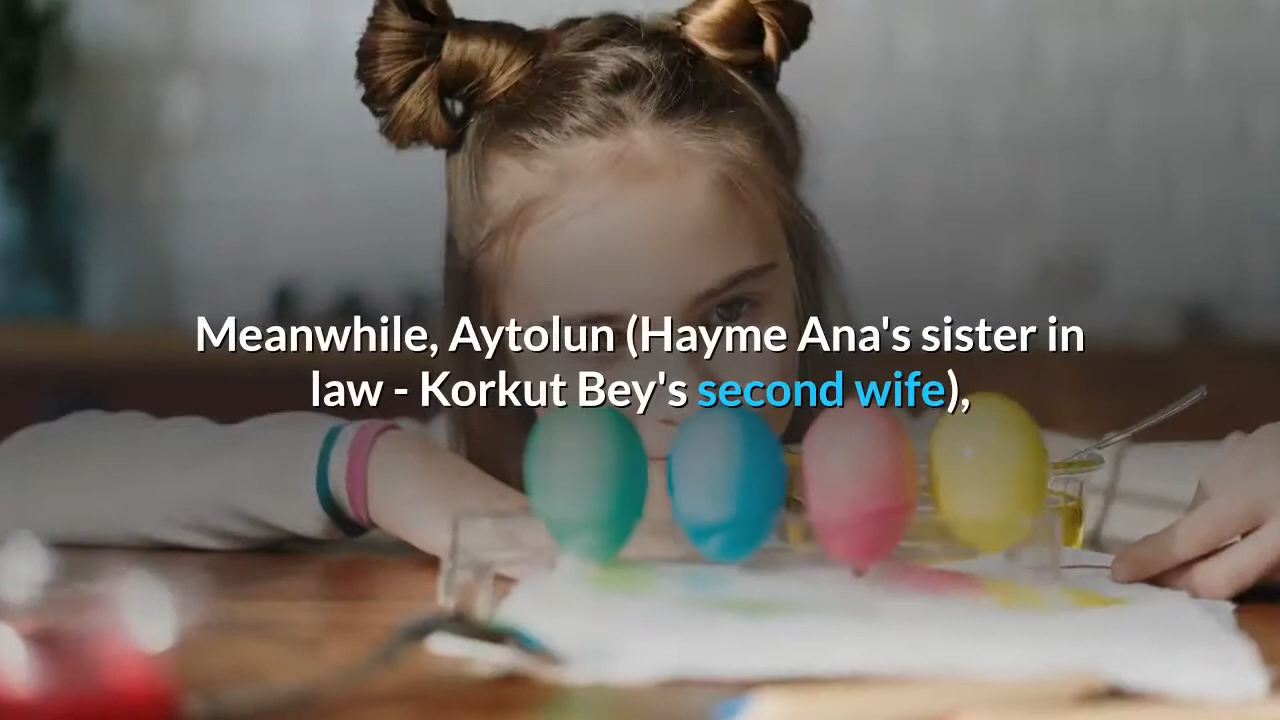 Meanwhile, Aytolun (Hayme Ana's sister in
law - Korkut Bey's second wife),